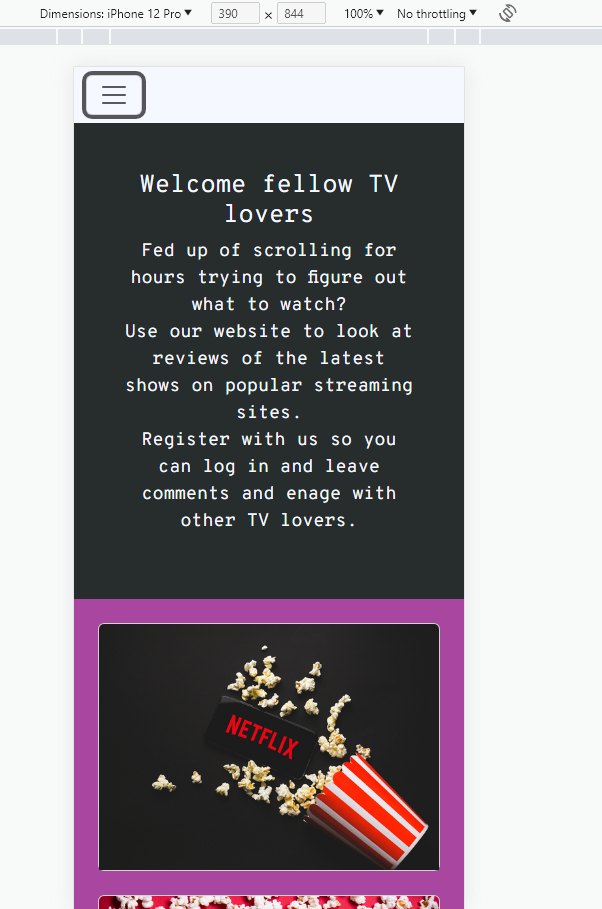 Dimensions: iPhone 12 Pro 390 x 844 100% No throttling
Welcome fellow TV
lovers
Fed up of scrolling for
hours trying to figure out
what to watch?
Use our website to look at
reviews of the latest
shows on popular streaming
sites.
Register with us so you
can log in and leave
comments and enage with
other TV lovers.
NETFLIX